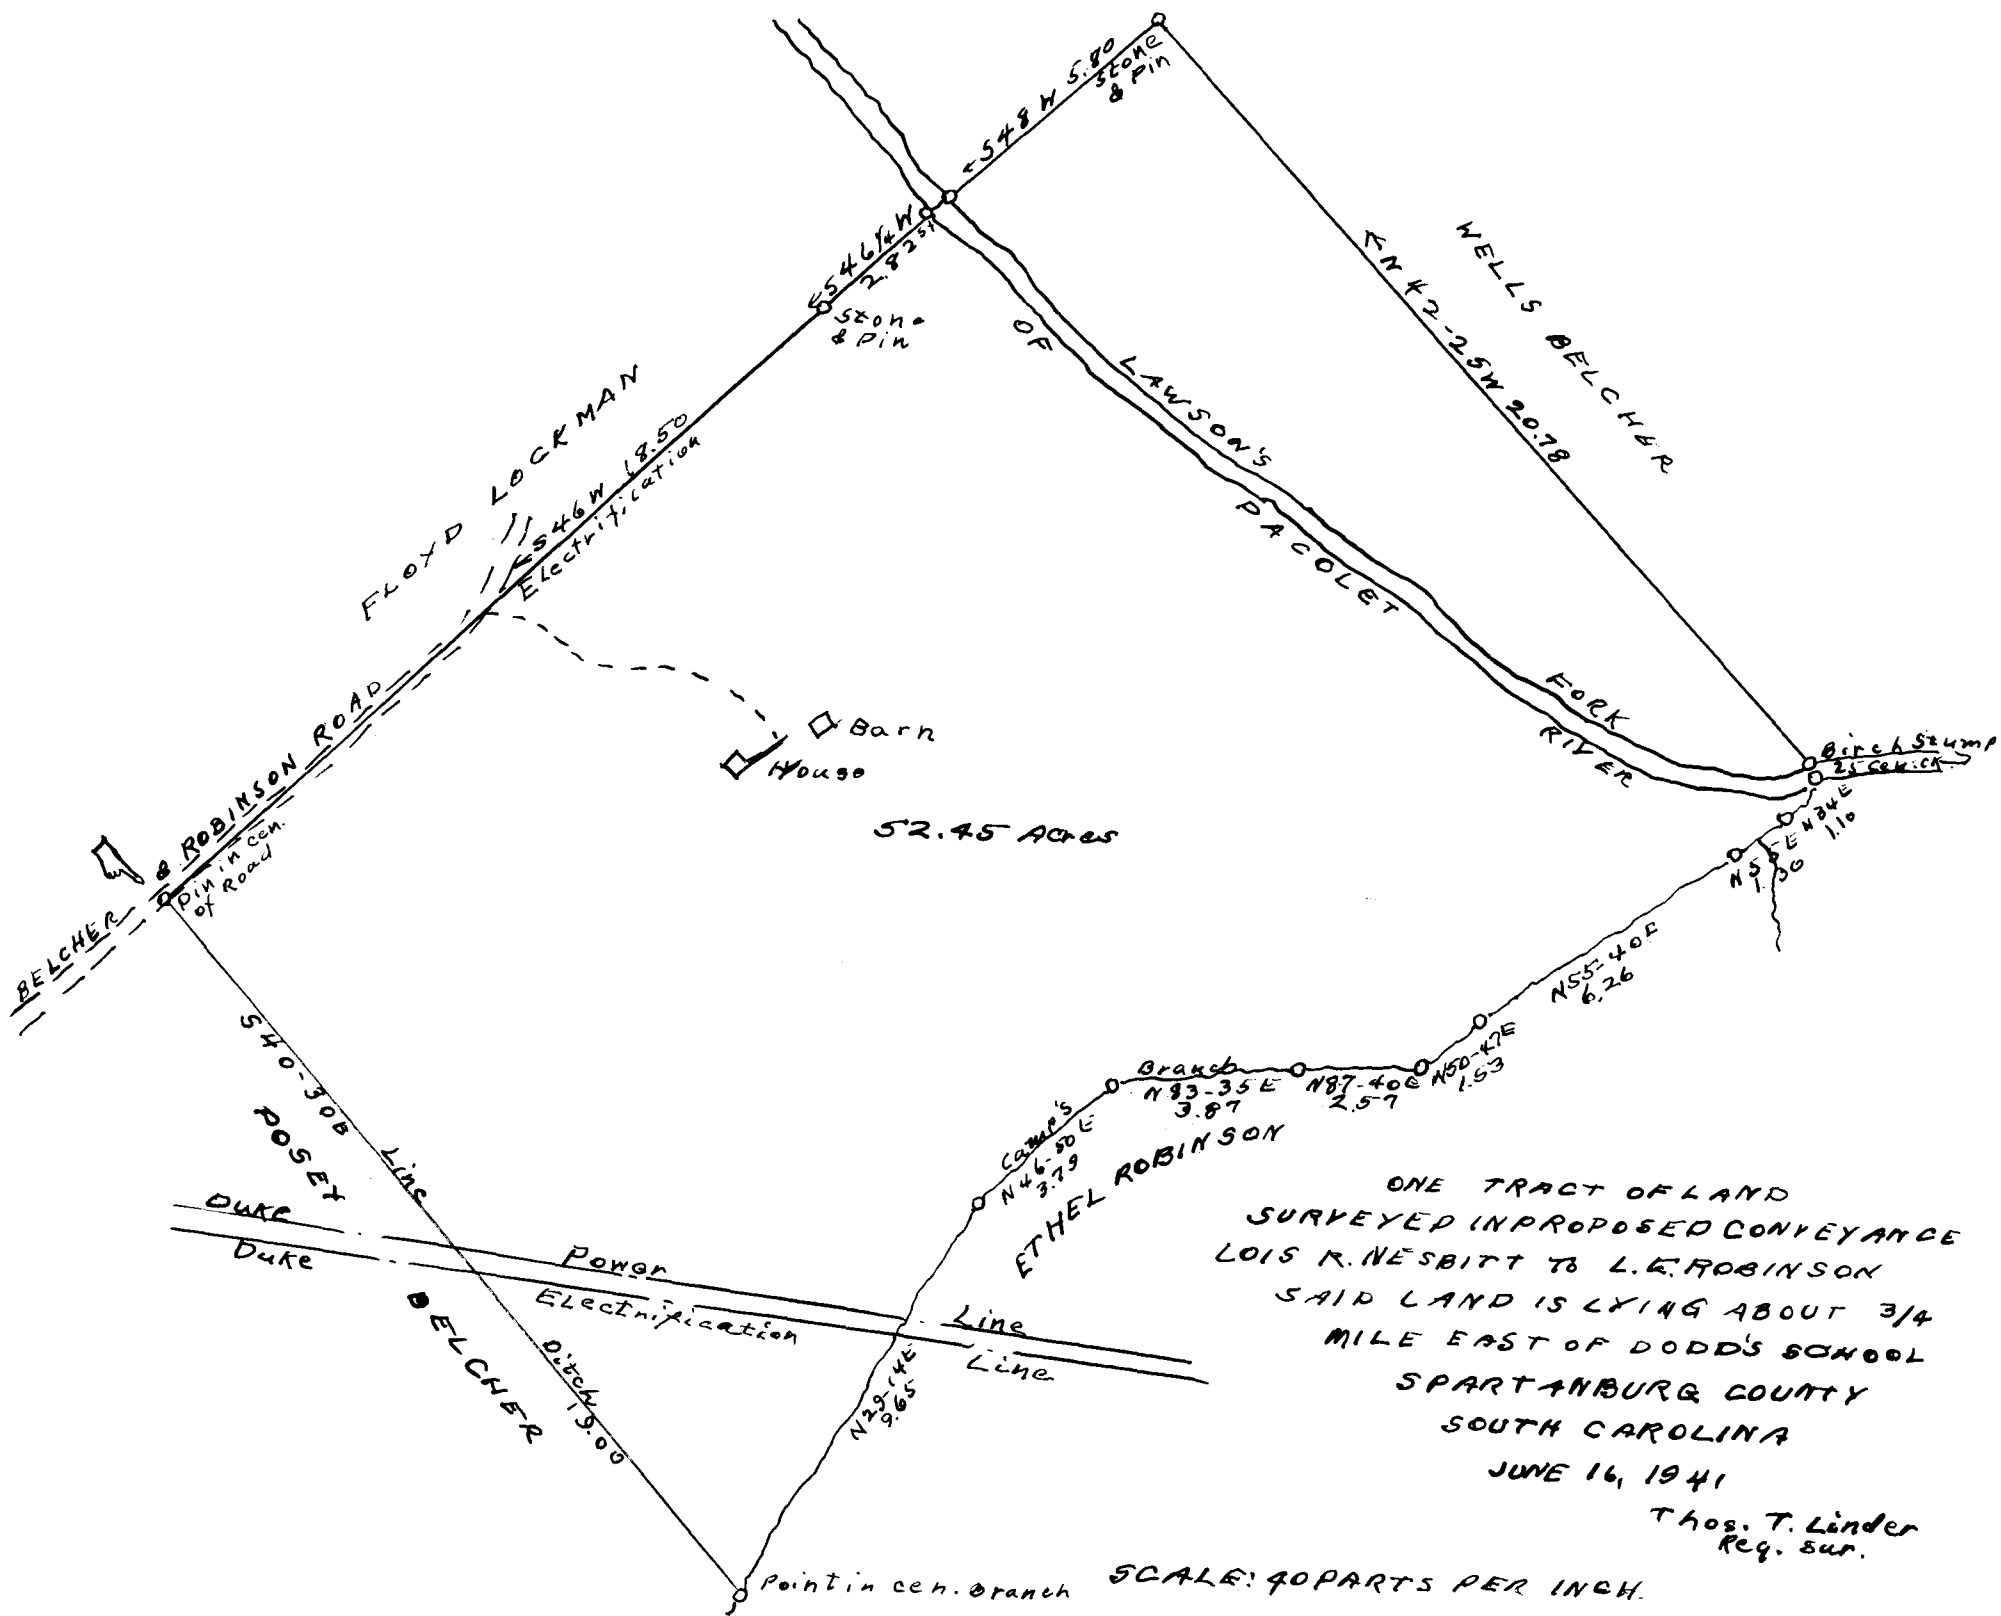 5.80
Stone
& Pin
← S48 W
S46¼ W
2.82
Stone
& Pin
OF
LAWSON'S
PACOLET
FORK
RIVER
WELLS BELCHER
N 42-25W 20.78
FLOYD LOCKMAN
S46W 18.50
Electrification
BELCHER & ROBINSON ROAD
Pin in cen.
of Road
Barn
House
52.45 Acres
Birch Stump
N34E
1.10
N55E
1.30
N55-40E
6.26
N50-47E
1.53
N87-40E
2.57
Camp's Branch
N83-35E
3.87
N46-50E
3.79
ETHEL ROBINSON
N29-14E
9.65
S40-30E
Line
Ditch
19.00
POSEY BELCHER
Duke Power Line
Duke Electrification Line
Point in cen. Branch
ONE TRACT OF LAND
SURVEYED IN PROPOSED CONVEYANCE
LOIS R. NESBITT TO L.E. ROBINSON
SAID LAND IS LYING ABOUT 3/4
MILE EAST OF DODD'S SCHOOL
SPARTANBURG COUNTY
SOUTH CAROLINA
JUNE 16, 1941
Thos. T. Linder
Reg. Sur.
SCALE: 40 PARTS PER INCH.